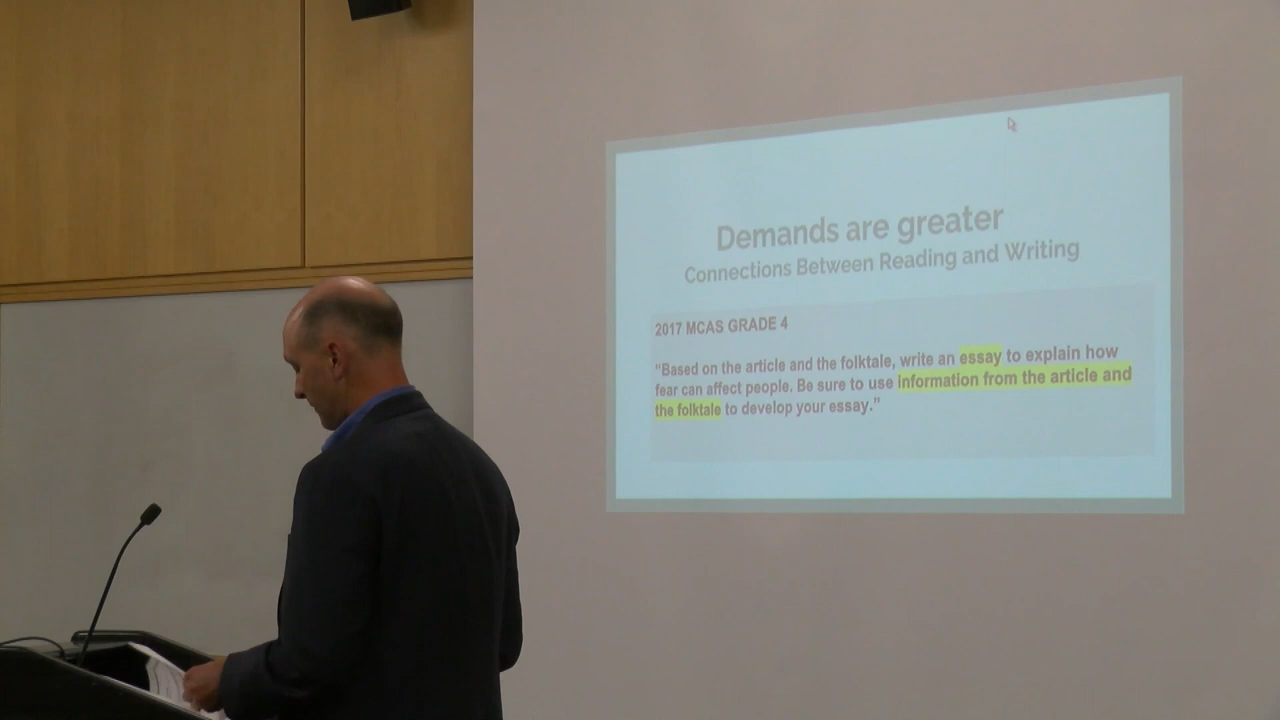 Demands are greater
Connections Between Reading and Writing
2017 MCAS GRADE 4
“Based on the article and the folktale, write an essay to explain how
fear can affect people. Be sure to use information from the article and
the folktale to develop your essay.”